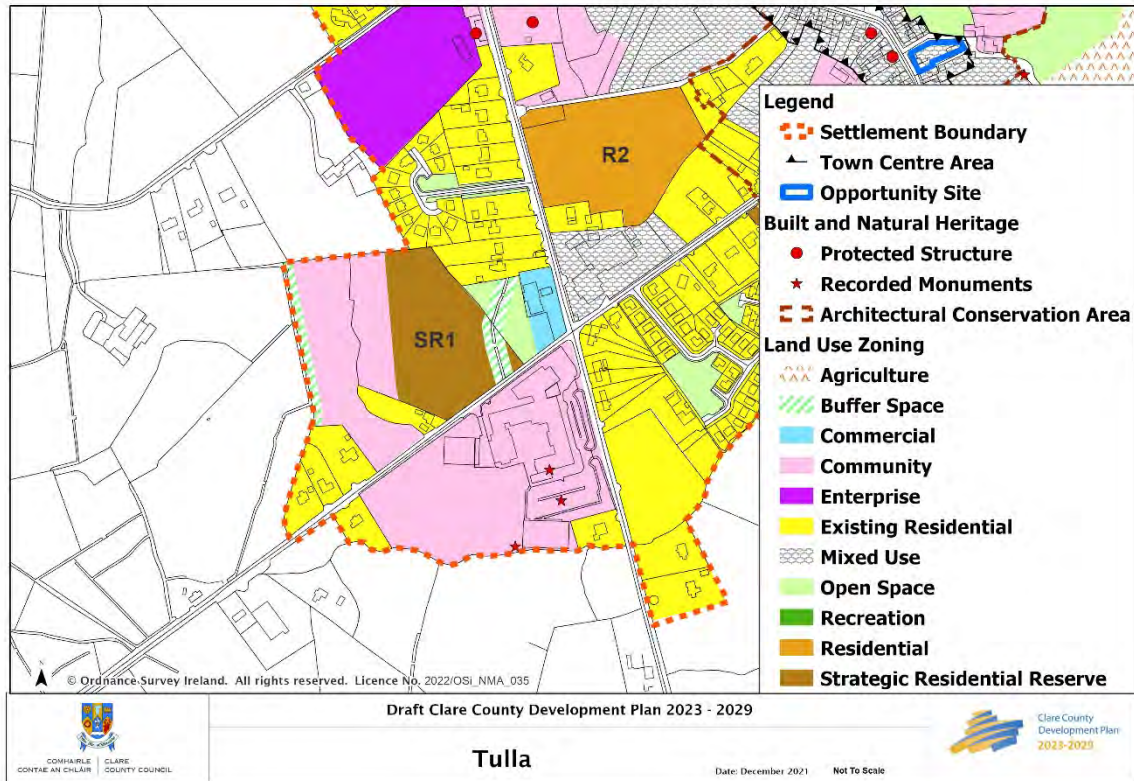 R2
SR1
Legend
Settlement Boundary
Town Centre Area
Opportunity Site
Built and Natural Heritage
Protected Structure
Recorded Monuments
Architectural Conservation Area
Land Use Zoning
Agriculture
Buffer Space
Commercial
Community
Enterprise
Existing Residential
Mixed Use
Open Space
Recreation
Residential
Strategic Residential Reserve
N
© Ordnance Survey Ireland. All rights reserved. Licence No. 2022/OSi_NMA_035
COMHAIRLE CONTAE AN CHLÁIR
CLARE COUNTY COUNCIL
Draft Clare County Development Plan 2023 - 2029
Tulla
Date: December 2021 Not To Scale
Clare County
Development Plan
2023-2029